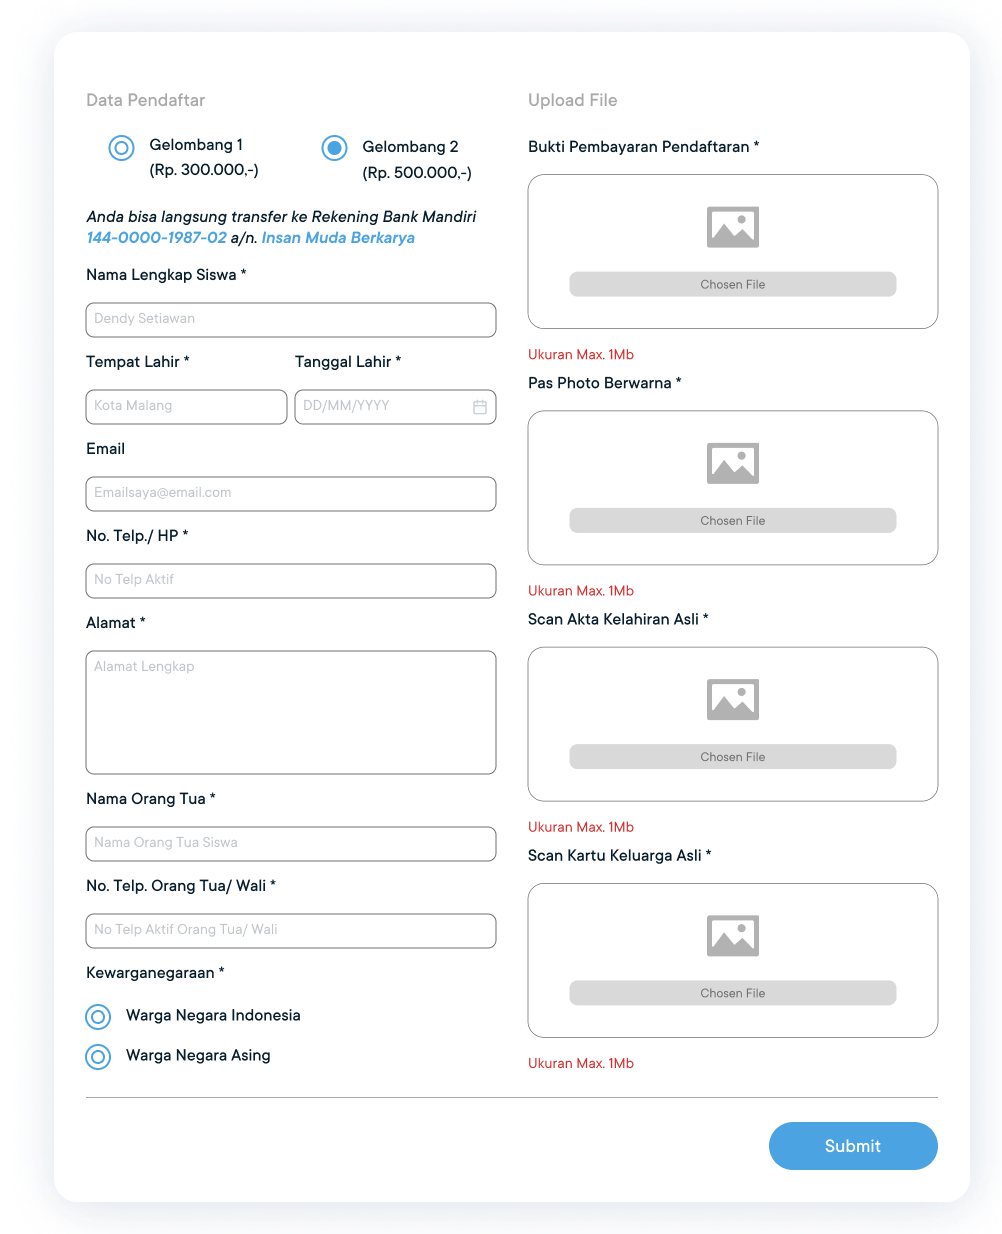 Data Pendaftar
Gelombang 1
(Rp. 300.000,-)
Gelombang 2
(Rp. 500.000,-)
Anda bisa langsung transfer ke Rekening Bank Mandiri
144-0000-1987-02 a/n. Insan Muda Berkarya
Nama Lengkap Siswa *
Dendy Setiawan
Tempat Lahir *
Tanggal Lahir *
Kota Malang
DD/MM/YYYY
Email
Emailsaya@email.com
No. Telp./ HP *
No Telp Aktif
Alamat *
Alamat Lengkap
Nama Orang Tua *
Nama Orang Tua Siswa
No. Telp. Orang Tua/ Wali *
No Telp Aktif Orang Tua/ Wali
Kewarganegaraan *
Warga Negara Indonesia
Warga Negara Asing
Upload File
Bukti Pembayaran Pendaftaran *
Chosen File
Ukuran Max. 1Mb
Pas Photo Berwarna *
Chosen File
Ukuran Max. 1Mb
Scan Akta Kelahiran Asli *
Chosen File
Ukuran Max. 1Mb
Scan Kartu Keluarga Asli *
Chosen File
Ukuran Max. 1Mb
Submit